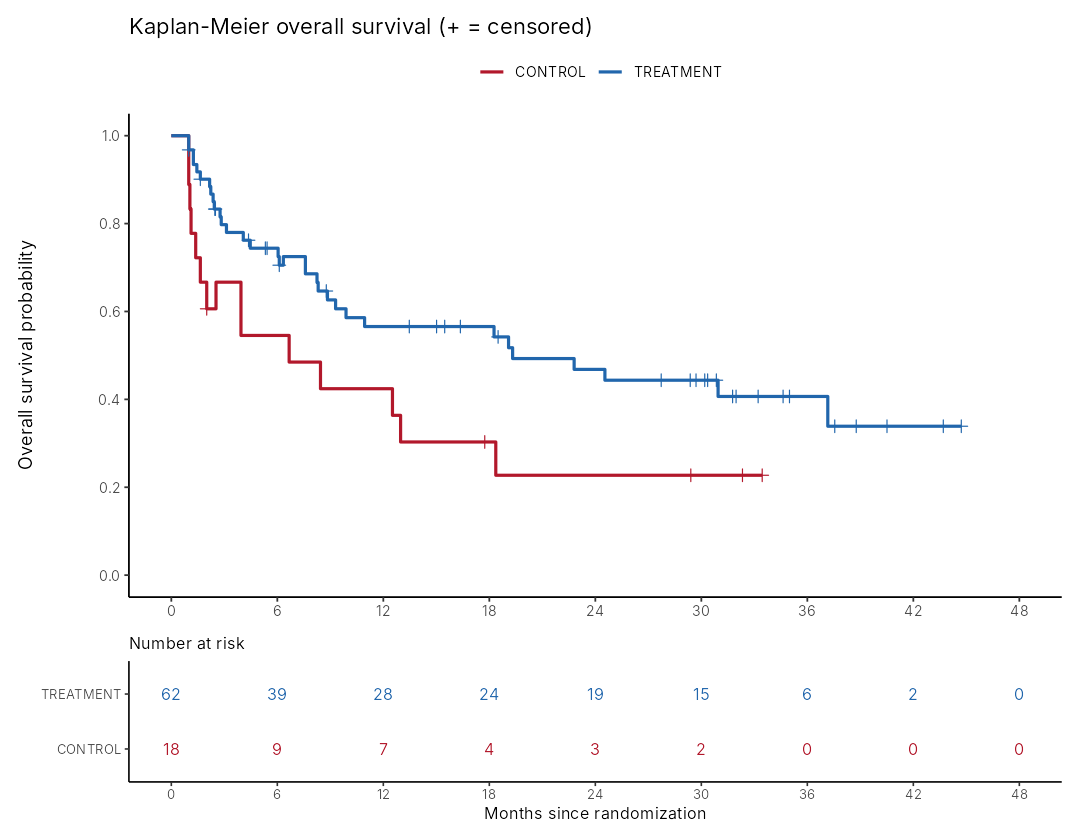 Kaplan-Meier overall survival (+ = censored)
CONTROL TREATMENT
Overall survival probability
1.0
0.8
0.6
0.4
0.2
0.0
0 6 12 18 24 30 36 42 48
Number at risk
TREATMENT 62 39 28 24 19 15 6 2 0
CONTROL 18 9 7 4 3 2 0 0 0
0 6 12 18 24 30 36 42 48
Months since randomization